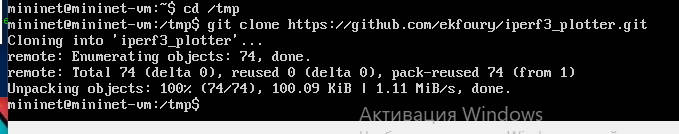 mininet@mininet-vm:~$ cd /tmp
mininet@mininet-vm:/tmp$ git clone https://github.com/ekfoury/iperf3_plotter.git
Cloning into 'iperf3_plotter'...
remote: Enumerating objects: 74, done.
remote: Total 74 (delta 0), reused 0 (delta 0), pack-reused 74 (from 1)
Unpacking objects: 100% (74/74), 100.09 KiB | 1.11 MiB/s, done.
mininet@mininet-vm:/tmp$
Активация Windows